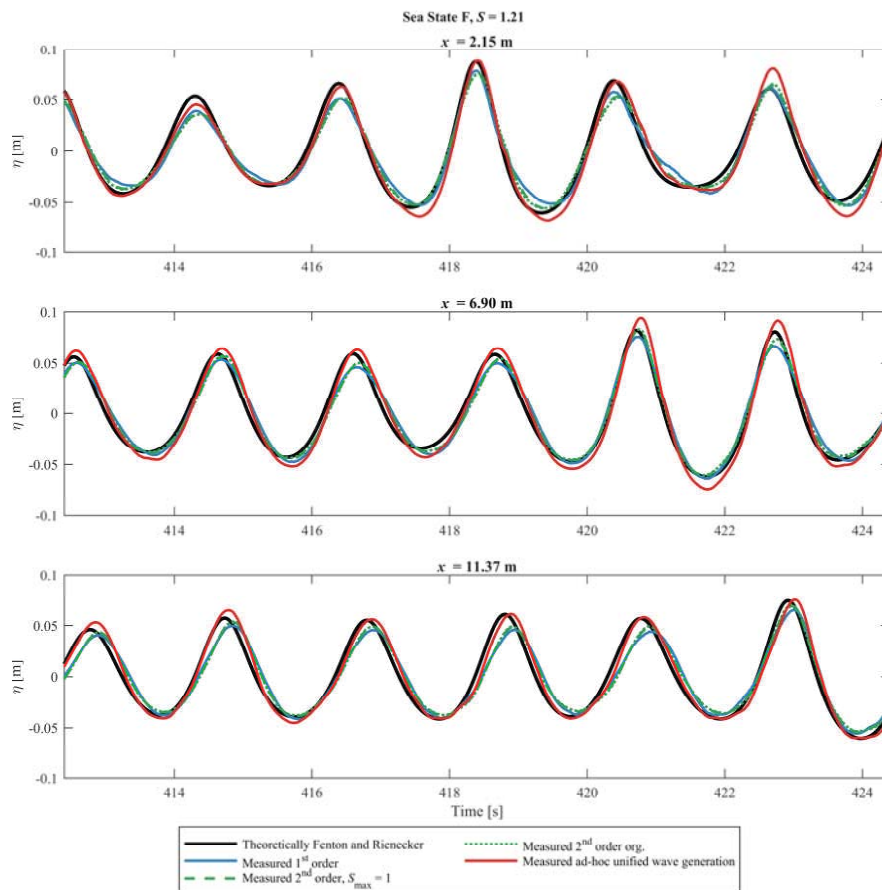 Sea State F, S = 1.21
x = 2.15 m
0.1
0.05
0
-0.05
-0.1
η [m]
414 416 418 420 422 424
x = 6.90 m
0.1
0.05
0
-0.05
-0.1
η [m]
414 416 418 420 422 424
x = 11.37 m
0.1
0.05
0
-0.05
-0.1
η [m]
414 416 418 420 422 424
Time [s]
Theoretically Fenton and Rienecker
Measured 1st order
Measured 2nd order, Smax = 1
Measured 2nd order org.
Measured ad-hoc unified wave generation